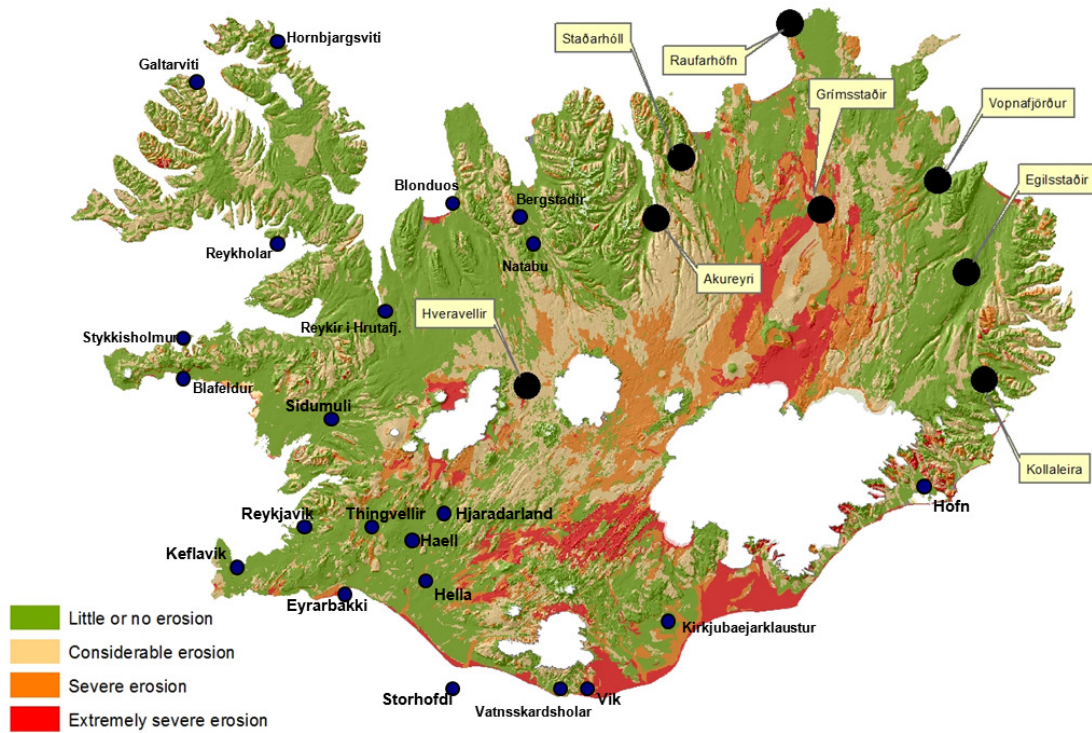 Hornbjargsviti
Galtarviti
Staðarhóll
Raufarhöfn
Grímsstaðir
Vopnafjörður
Egilsstaðir
Blonduos
Bergstadir
Natabu
Akureyri
Reykholar
Hveravellir
Reykir i Hrutafj.
Stykkisholmur
Blafeldur
Sidumuli
Kollaleira
Hofn
Reykjavik
Thingvellir
Hjaradarland
Haell
Keflavik
Hella
Eyrarbakki
Kirkjubaejarklaustur
Storhofdi
Vatnsskardsholar
Vik
Little or no erosion
Considerable erosion
Severe erosion
Extremely severe erosion